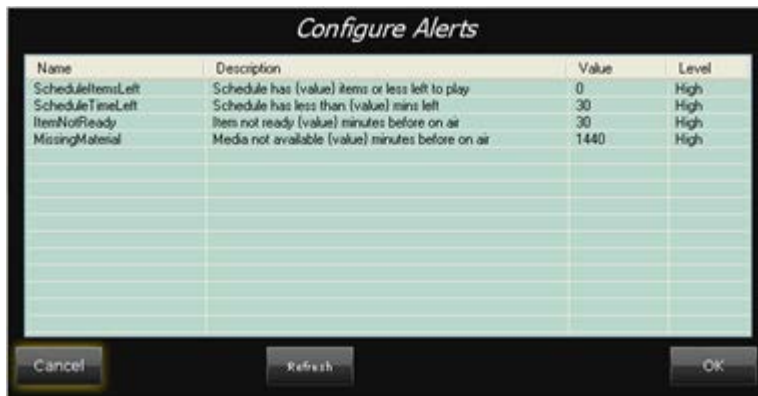 Configure Alerts
Name Description Value Level
ScheduleItemsLeft Schedule has {value} items or less left to play 0 High
ScheduleTimeLeft Schedule has less than {value} mins left 30 High
ItemNotReady Item not ready {value} minutes before on air 30 High
MissingMaterial Media not available {value} minutes before on air 1440 High
Cancel Refresh OK